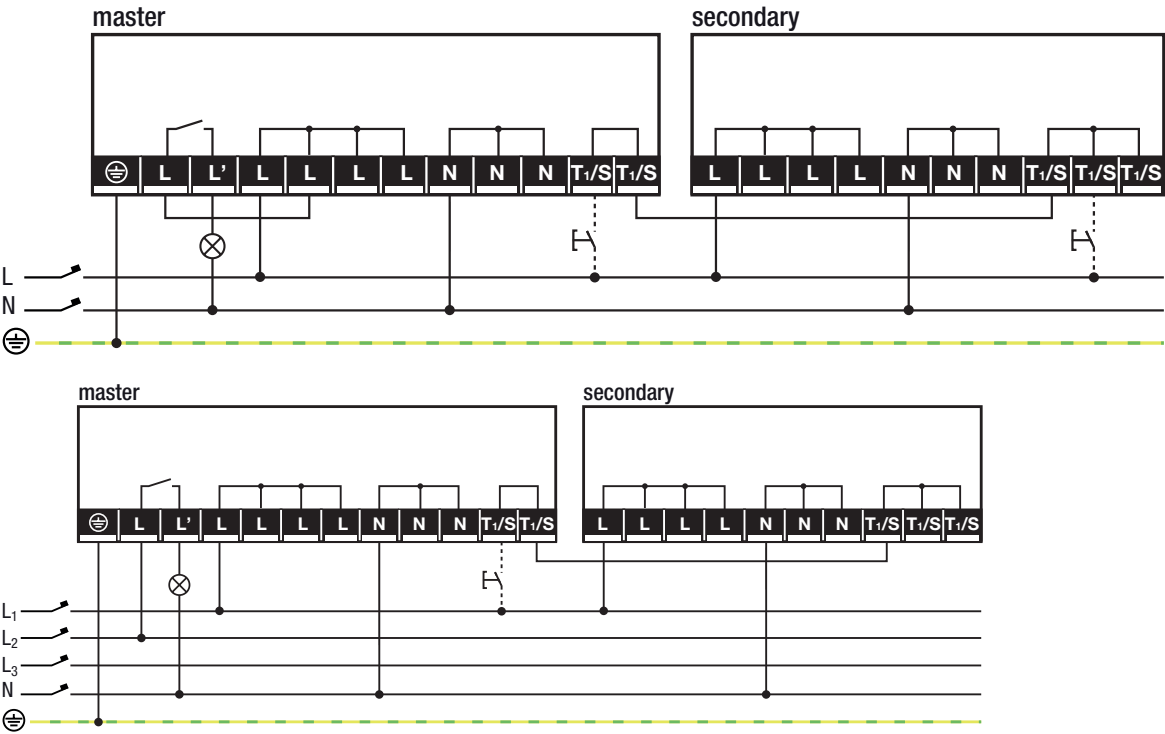 master secondary
L L' L L L L N N N T₁/S T₁/S L L L L N N N T₁/S T₁/S T₁/S
L
N
master secondary
L L' L L L L N N N T₁/S T₁/S L L L L N N N T₁/S T₁/S T₁/S
L₁
L₂
L₃
N